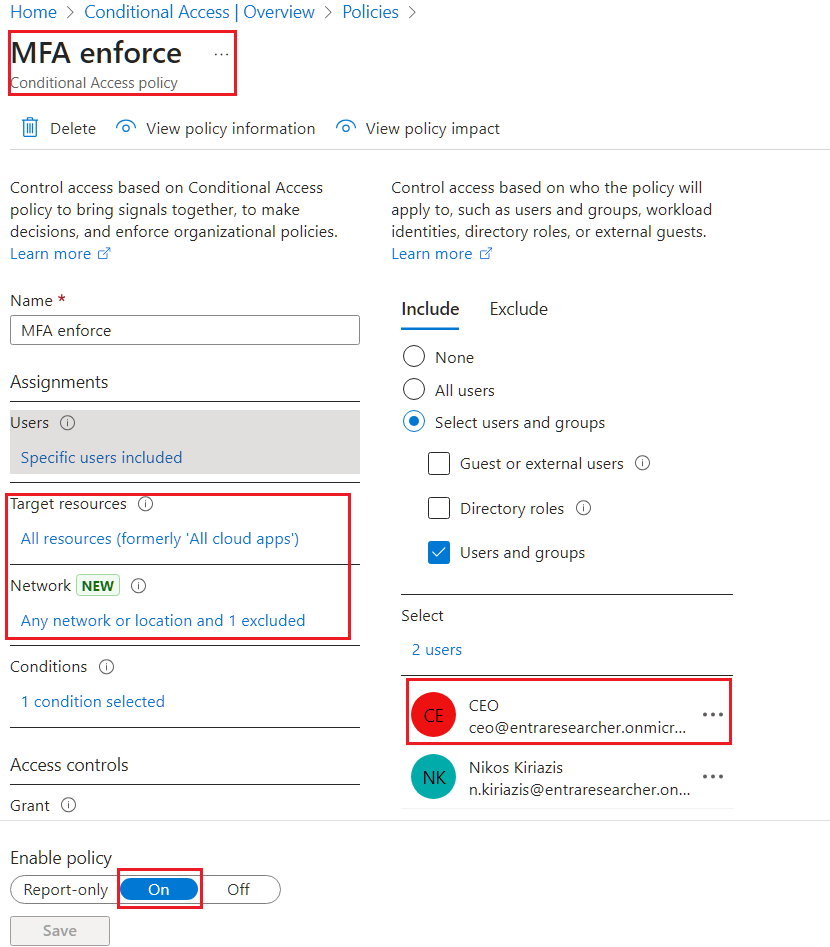 Home > Conditional Access | Overview > Policies >
MFA enforce ...
Conditional Access policy
Delete View policy information View policy impact
Control access based on Conditional Access
policy to bring signals together, to make
decisions, and enforce organizational policies.
Learn more
Name *
MFA enforce
Assignments
Users
Specific users included
Target resources
All resources (formerly 'All cloud apps')
Network NEW
Any network or location and 1 excluded
Conditions
1 condition selected
Access controls
Grant
Control access based on who the policy will
apply to, such as users and groups, workload
identities, directory roles, or external guests.
Learn more
Include Exclude
None
All users
Select users and groups
Guest or external users
Directory roles
Users and groups
Select
2 users
CE
CEO
ceo@entraresearcher.onmicr...
NK
Nikos Kiriazis
n.kiriazis@entraresearcher.on...
Enable policy
Report-only On Off
Save